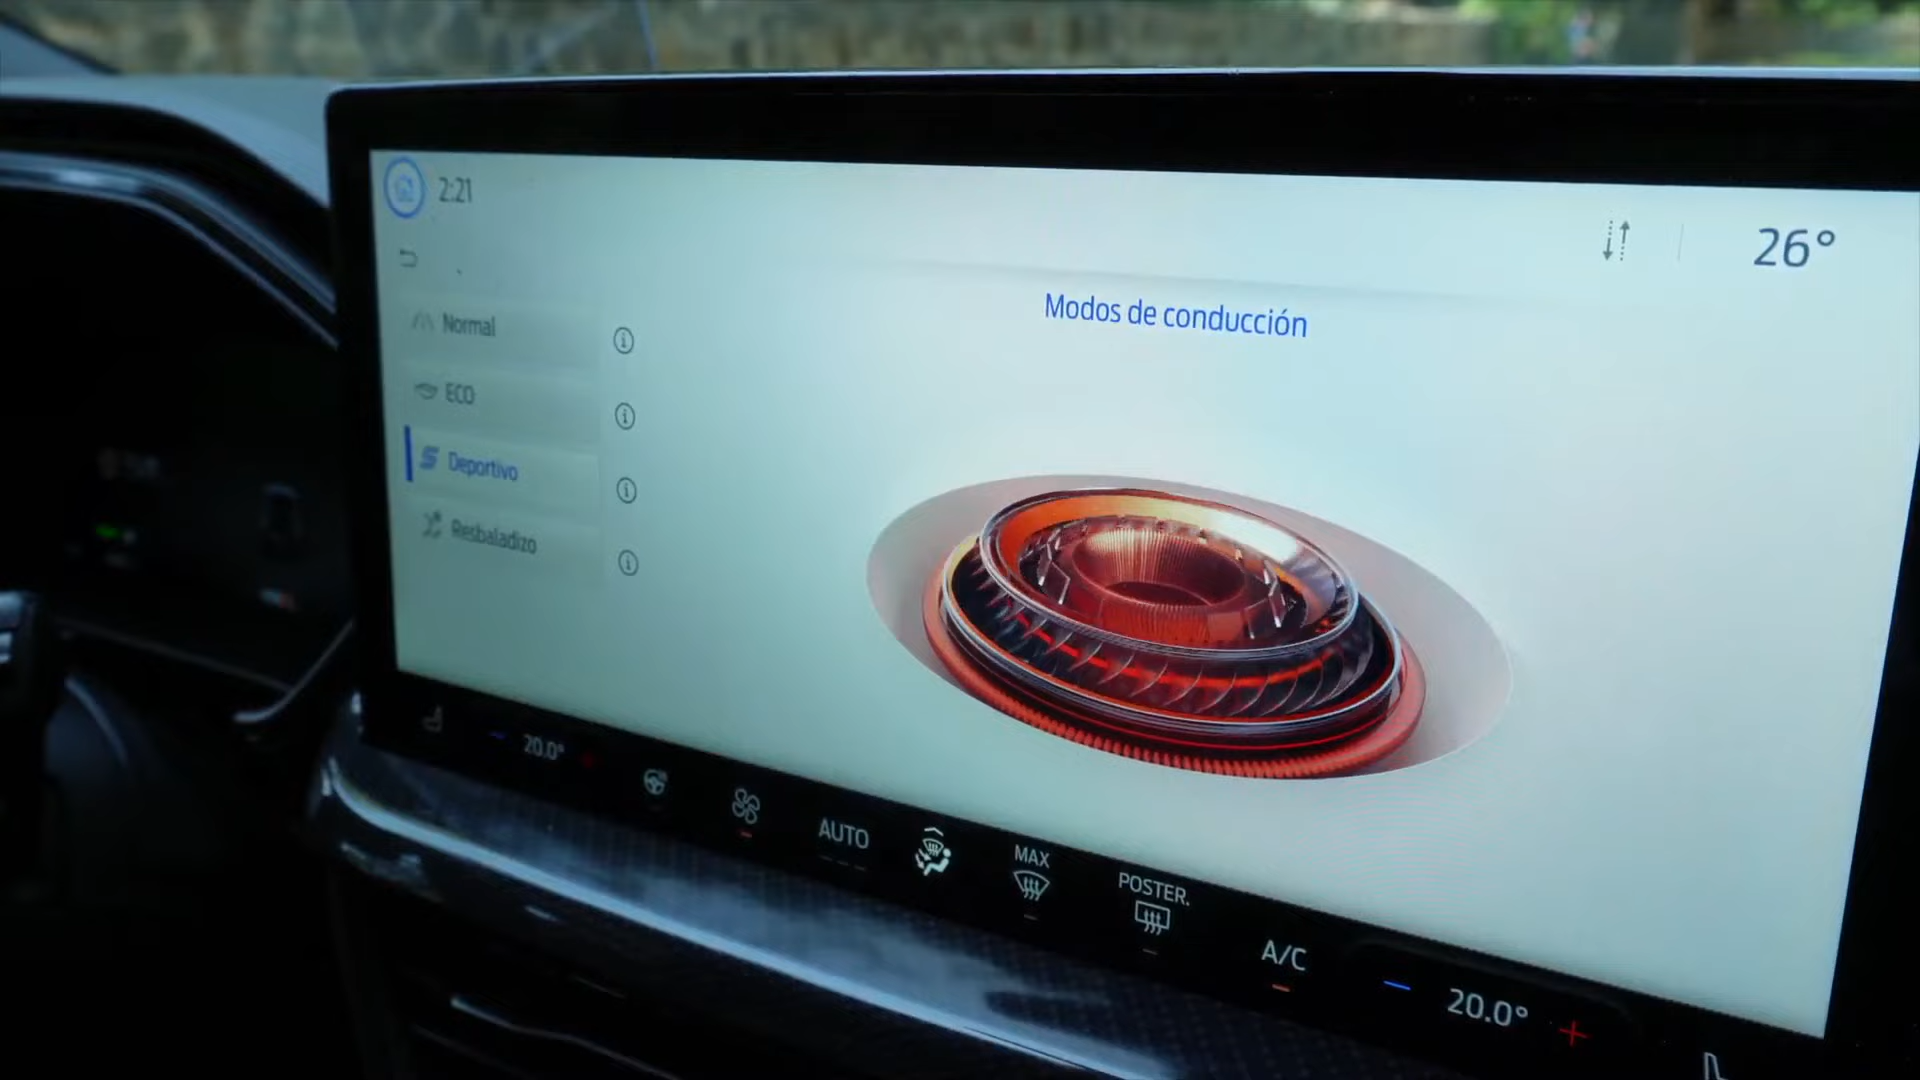 2:21
26°
Modos de conducción
Normal
ECO
Deportivo
Resbaladizo
20.0°
AUTO
MAX
POSTER.
A/C
20.0°